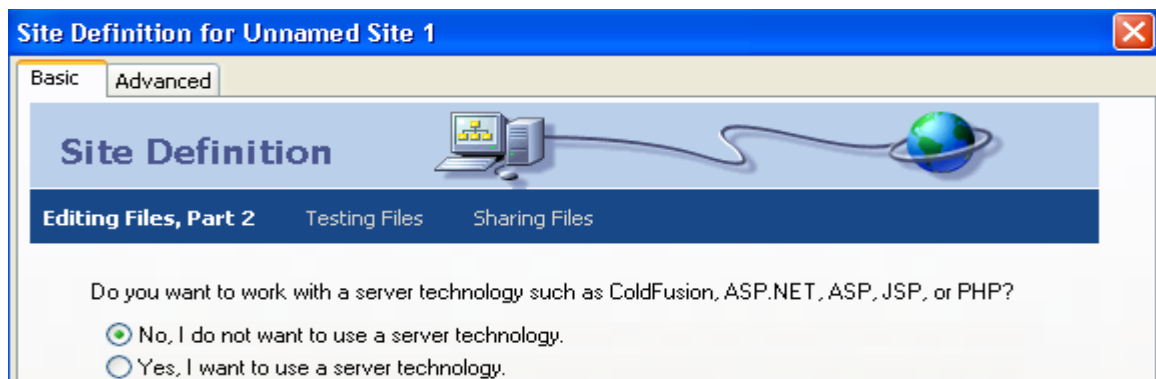 Site Definition for Unnamed Site 1
Basic Advanced
Site Definition
Editing Files, Part 2 Testing Files Sharing Files
Do you want to work with a server technology such as ColdFusion, ASP.NET, ASP, JSP, or PHP?
No, I do not want to use a server technology.
Yes, I want to use a server technology.